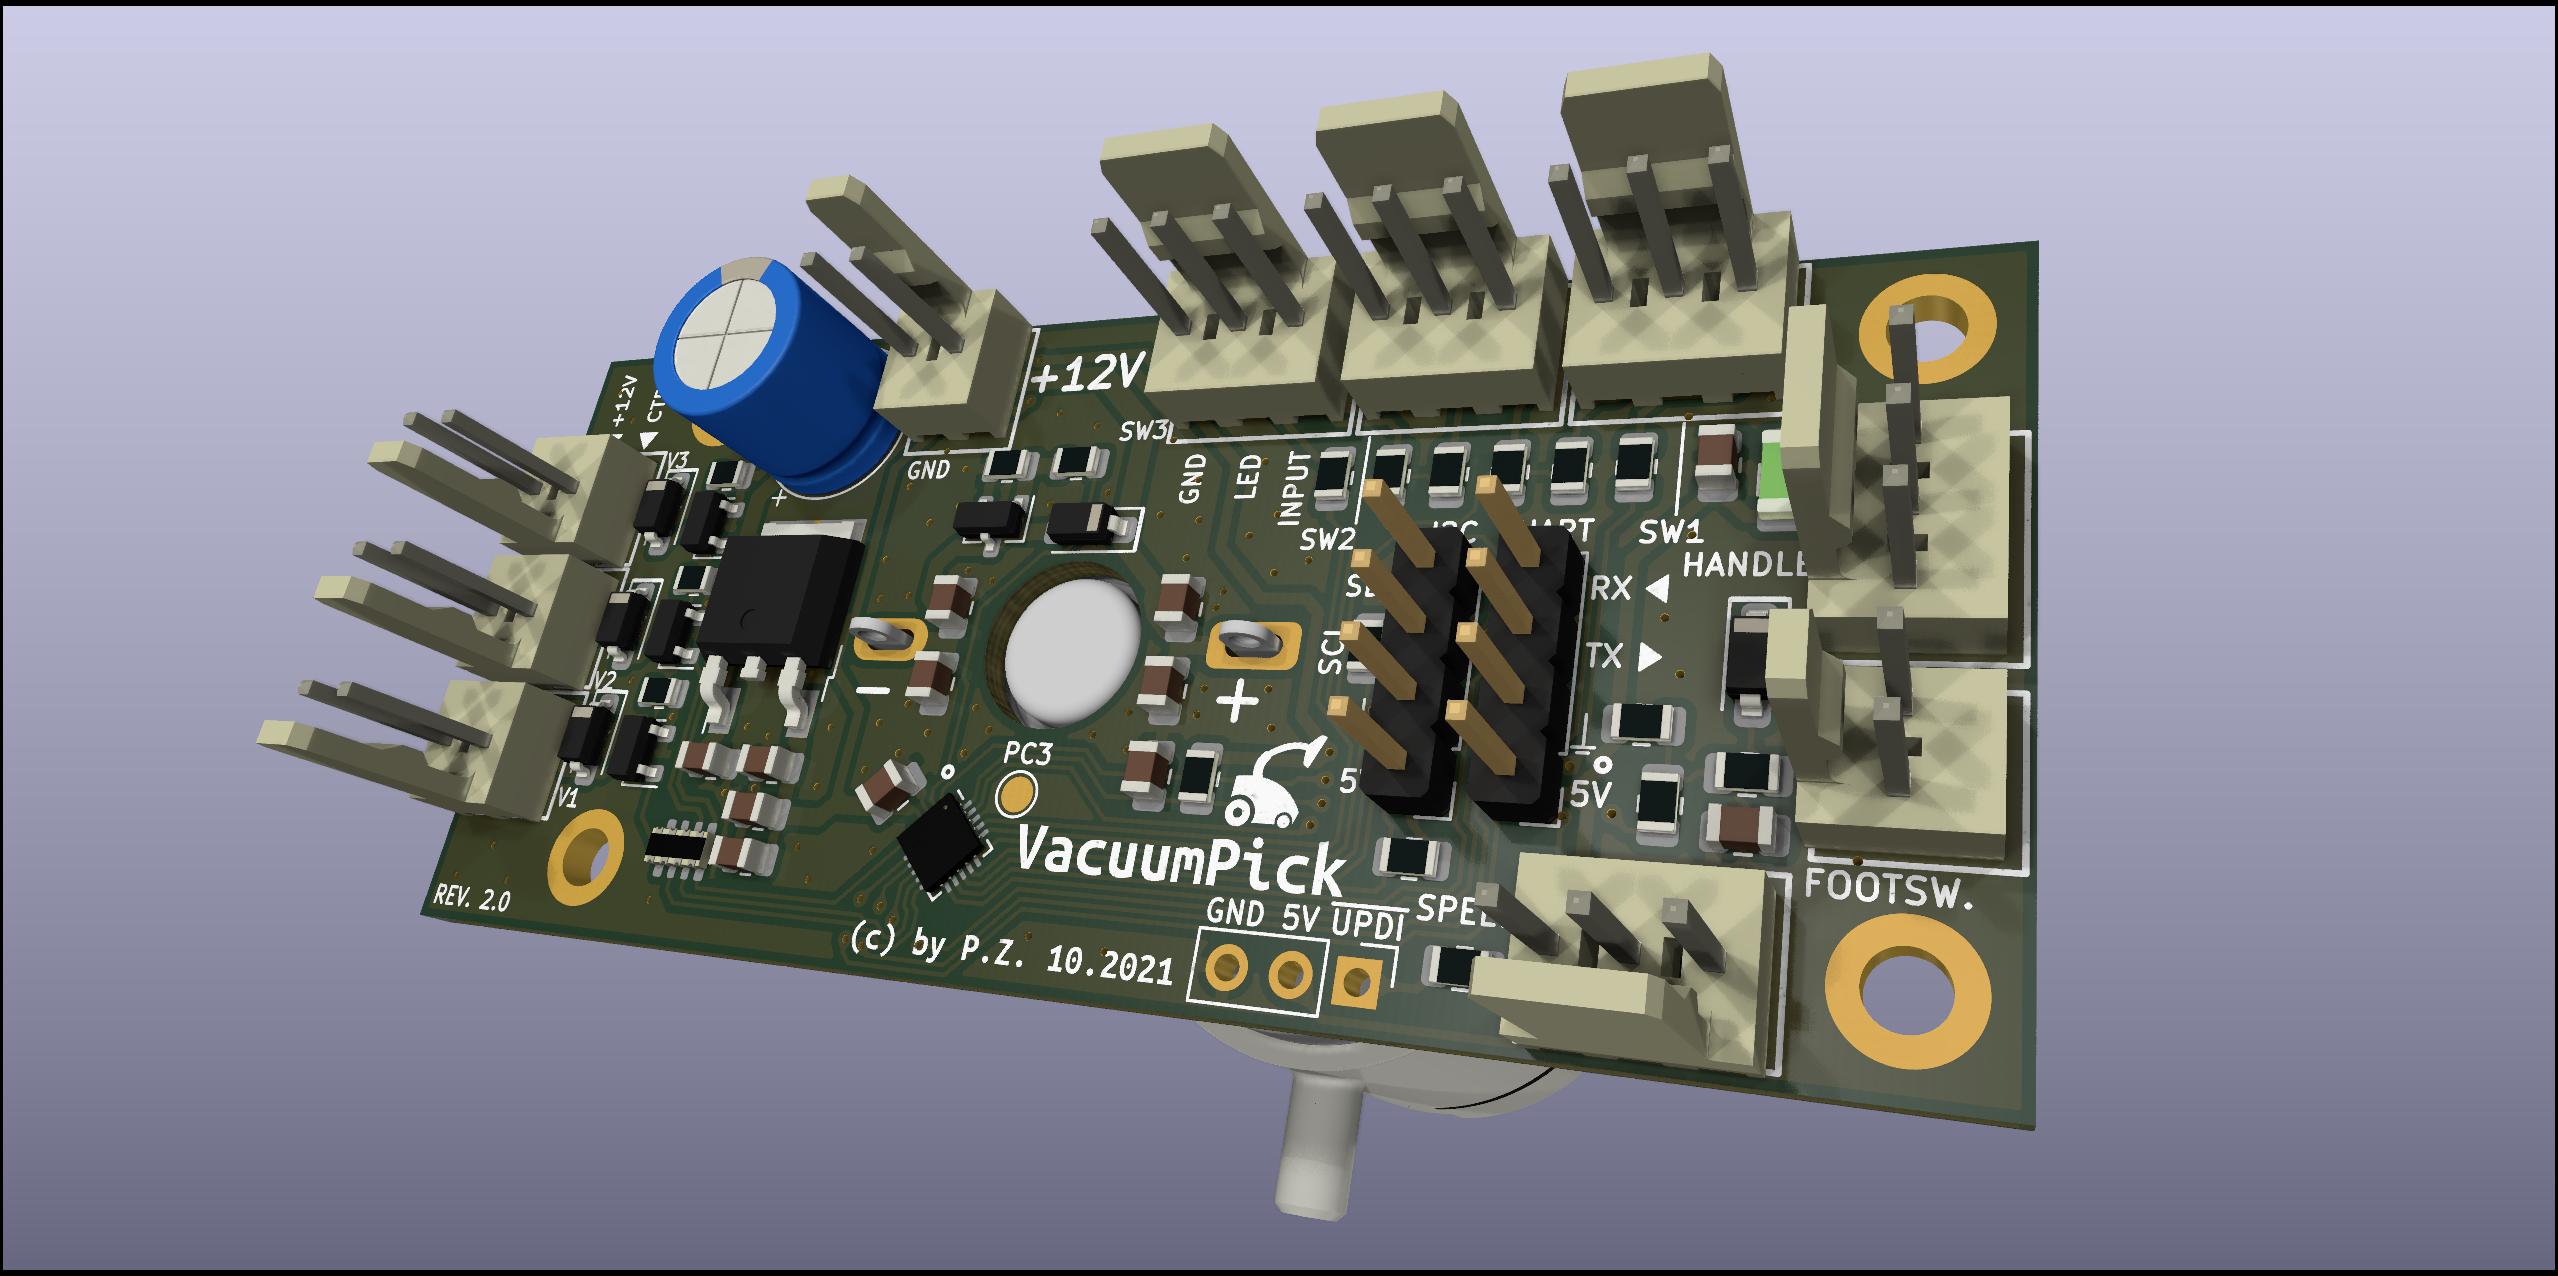 +12V
V3
+
GND
+12V
SW3
GND
LED
INPUT
SW2
SW1
HANDLE
RX
TX
SCL
V2
V1
−
+
PC3
5V
VacuumPick
REV. 2.0
(c) by P.Z. 10.2021
GND 5V UPDI
FOOTSW.